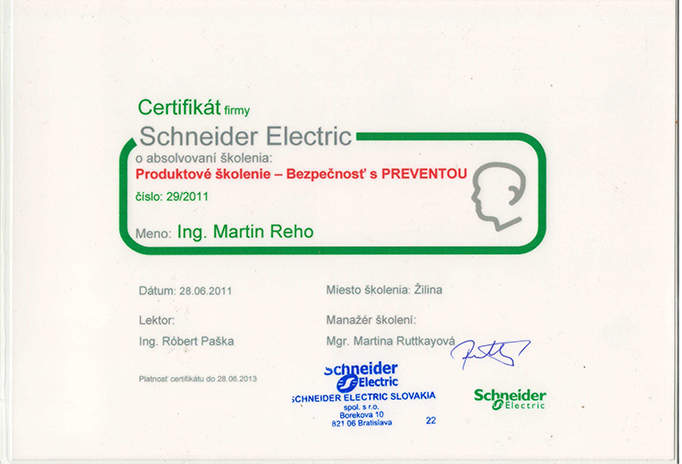 Certifikát firmy
Schneider Electric
o absolvovaní školenia:
Produktové školenie – Bezpečnosť s PREVENTOU
číslo: 29/2011
Meno: Ing. Martin Reho
Dátum: 28.06.2011
Miesto školenia: Žilina
Lektor:
Manažér školení:
Ing. Róbert Paška
Mgr. Martina Ruttkayová
Platnosť certifikátu do 28.06.2013
Schneider
Electric
SCHNEIDER ELECTRIC SLOVAKIA
spol. s r.o.
Borekova 10
821 06 Bratislava 22
Schneider
Electric